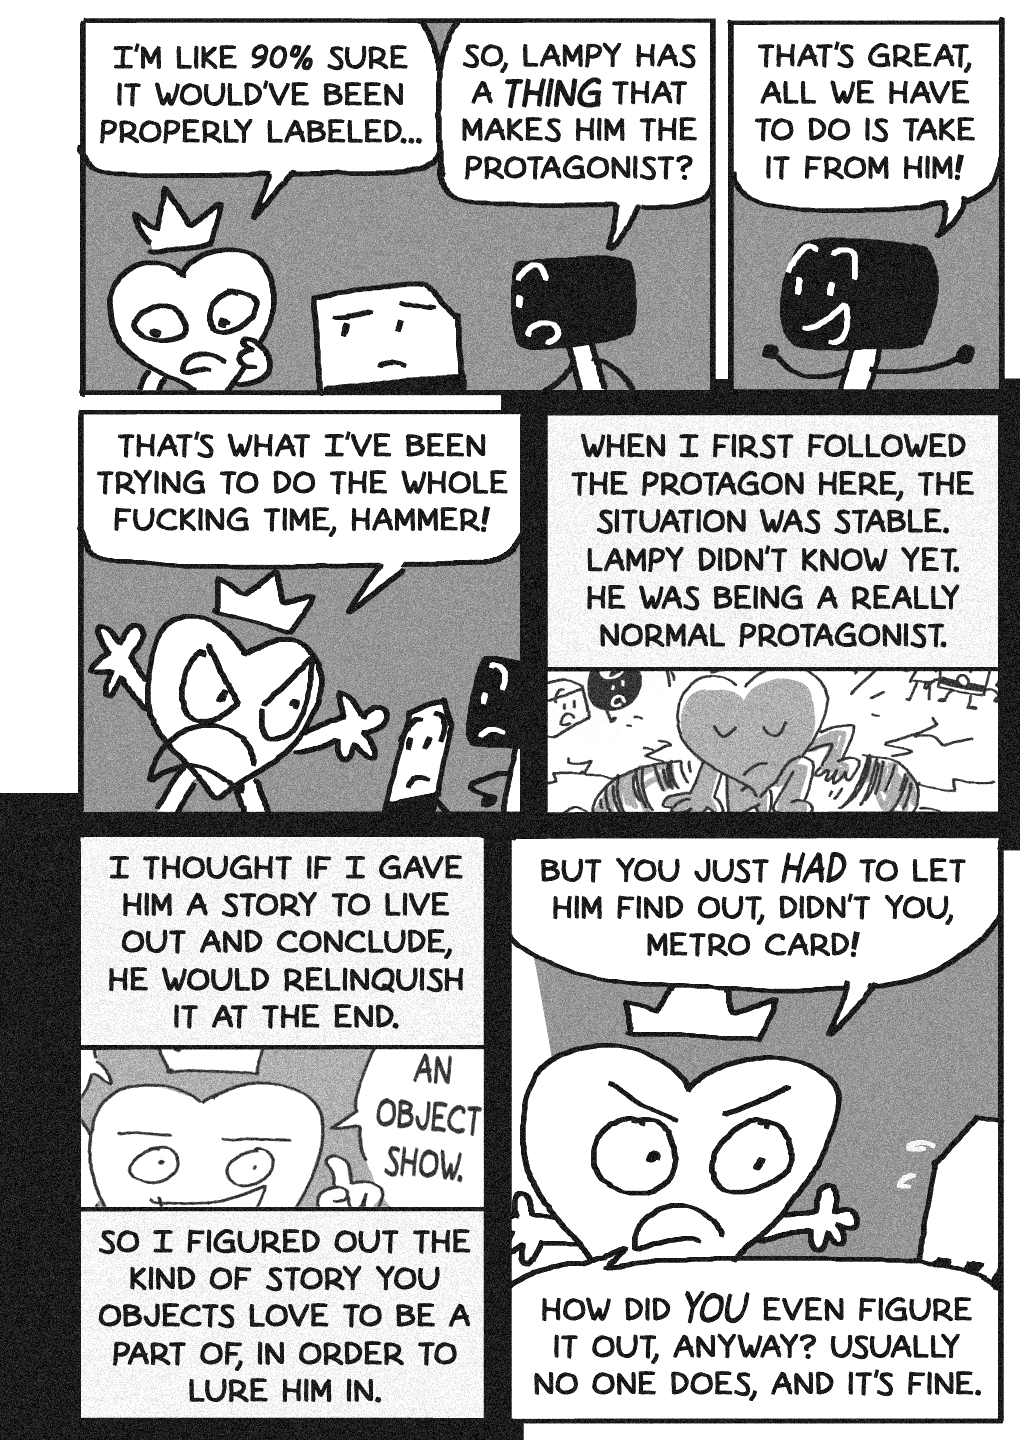 I'M LIKE 90% SURE
IT WOULD'VE BEEN
PROPERLY LABELED...
SO, LAMPY HAS
A THING THAT
MAKES HIM THE
PROTAGONIST?
THAT'S GREAT,
ALL WE HAVE
TO DO IS TAKE
IT FROM HIM!
THAT'S WHAT I'VE BEEN
TRYING TO DO THE WHOLE
FUCKING TIME, HAMMER!
WHEN I FIRST FOLLOWED
THE PROTAGON HERE, THE
SITUATION WAS STABLE.
LAMPY DIDN'T KNOW YET.
HE WAS BEING A REALLY
NORMAL PROTAGONIST.
I THOUGHT IF I GAVE
HIM A STORY TO LIVE
OUT AND CONCLUDE,
HE WOULD RELINQUISH
IT AT THE END.
AN
OBJECT
SHOW.
SO I FIGURED OUT THE
KIND OF STORY YOU
OBJECTS LOVE TO BE A
PART OF, IN ORDER TO
LURE HIM IN.
BUT YOU JUST HAD TO LET
HIM FIND OUT, DIDN'T YOU,
METRO CARD!
HOW DID YOU EVEN FIGURE
IT OUT, ANYWAY? USUALLY
NO ONE DOES, AND IT'S FINE.